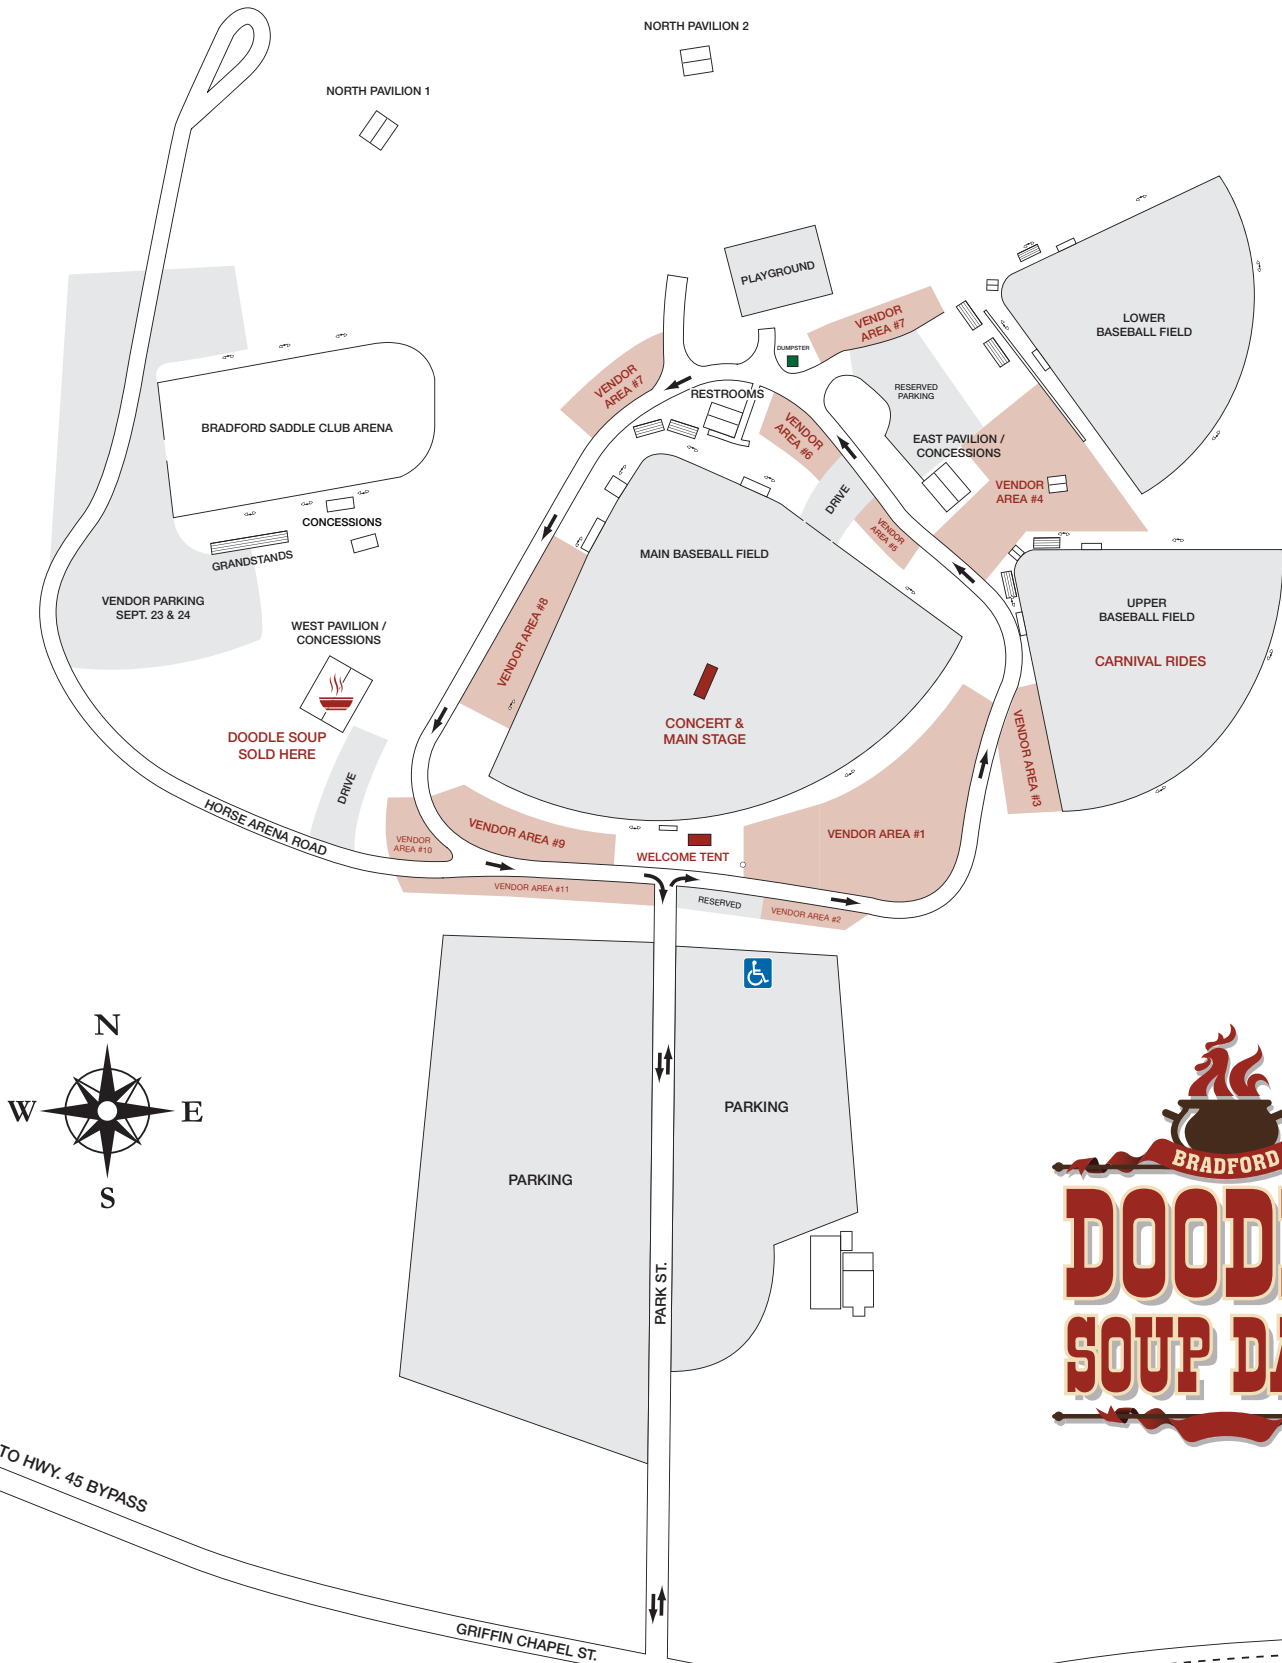 NORTH PAVILION 2
NORTH PAVILION 1
PLAYGROUND
VENDOR
AREA #7
LOWER
BASEBALL FIELD
DUMPSTER
VENDOR
AREA #7
RESERVED
PARKING
RESTROOMS
BRADFORD SADDLE CLUB ARENA
VENDOR
AREA #6
EAST PAVILION /
CONCESSIONS
VENDOR
AREA #4
DRIVE
CONCESSIONS
VENDOR
AREA #5
GRANDSTANDS
MAIN BASEBALL FIELD
VENDOR PARKING
SEPT. 23 & 24
UPPER
BASEBALL FIELD
WEST PAVILION /
CONCESSIONS
VENDOR AREA #8
CARNIVAL RIDES
CONCERT &
MAIN STAGE
DOODLE SOUP
SOLD HERE
VENDOR AREA #3
DRIVE
HORSE ARENA ROAD
VENDOR
AREA #10
VENDOR AREA #9
VENDOR AREA #1
WELCOME TENT
VENDOR AREA #11
RESERVED
VENDOR AREA #2
N
W
E
S
PARKING
PARKING
PARK ST.
BRADFORD
DOOD
SOUP DA
TO HWY. 45 BYPASS
GRIFFIN CHAPEL ST.